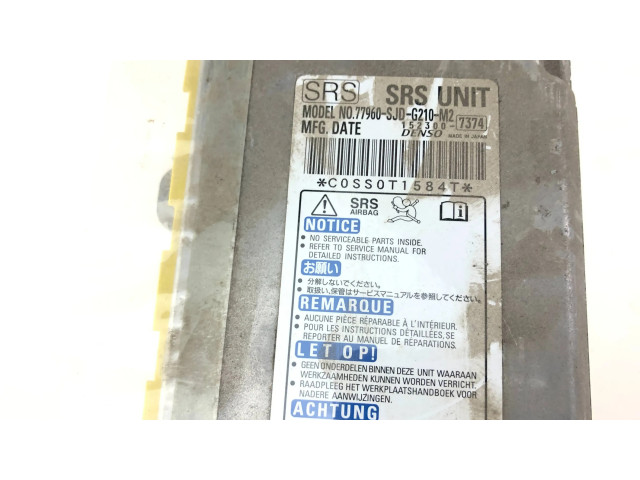 SRS SRS UNIT
MODEL NO.77960-SJD-G210-M2
MFG. DATE 152300-7374
DENSO MADE IN JAPAN
*C0SS0T1584T*
SRS
AIRBAG
NOTICE
● NO SERVICEABLE PARTS INSIDE.
● REFER TO SERVICE MANUAL FOR
DETAILED INSTRUCTIONS.
お願い
● 分解しないでください。
● 取扱い、保管はサービスマニュアルを参照してください。
REMARQUE
● AUCUNE PIÈCE RÉPARABLE À L'INTÉRIEUR.
● POUR LES INSTRUCTIONS DÉTAILLÉES, SE
REPORTER AU MANUEL DE RÉPARATIONS.
LET OP!
● GEEN ONDERDELEN BINNEN DEZE UNIT WAARAAN
WERKZAAMHEDEN KUNNEN WORDEN VERRICHT.
● RAADPLEEG HET WERKPLAATSHANDBOEK VOOR
NADERE AANWIJZINGEN.
ACHTUNG